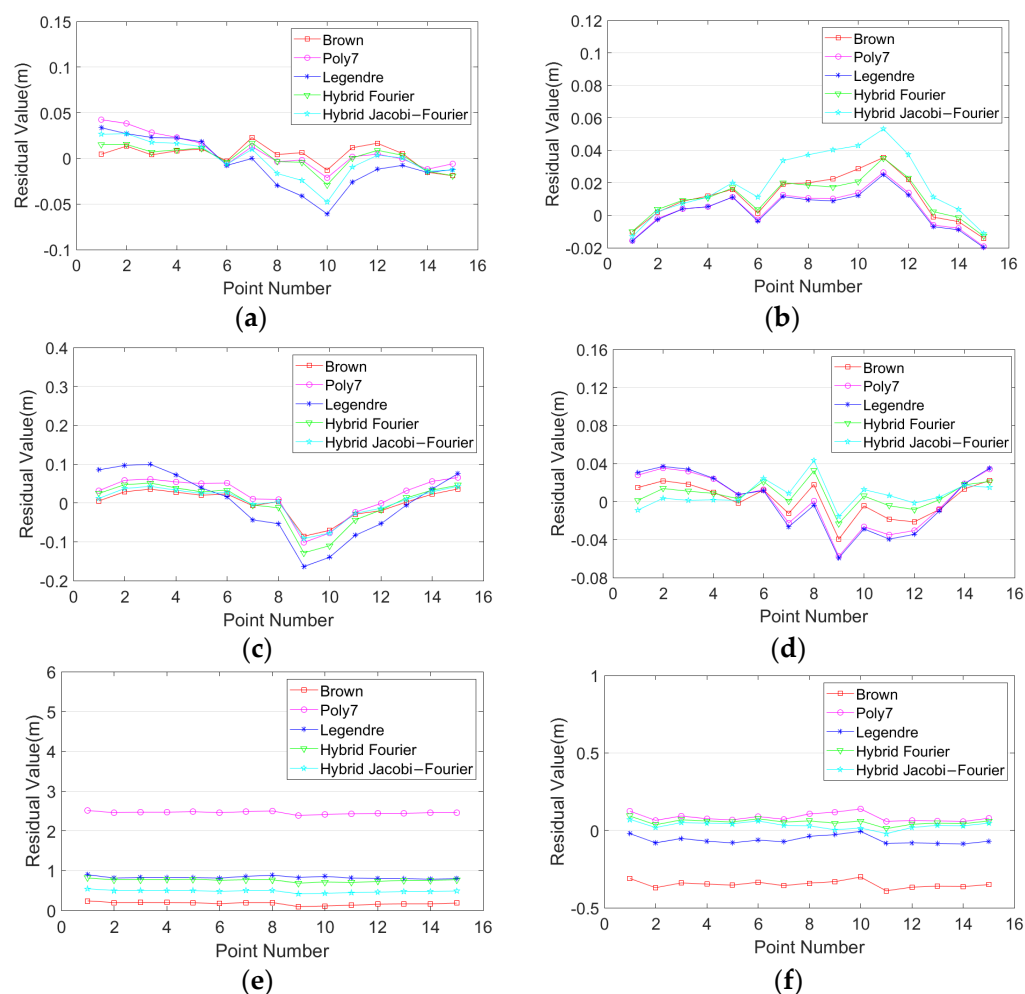 Residual Value(m)
0.15
0.1
0.05
0
-0.05
-0.1
0 2 4 6 8 10 12 14 16
Point Number
Brown
Poly7
Legendre
Hybrid Fourier
Hybrid Jacobi−Fourier
(a)
Residual Value(m)
0.12
0.1
0.08
0.06
0.04
0.02
0
-0.02
0 2 4 6 8 10 12 14 16
Point Number
Brown
Poly7
Legendre
Hybrid Fourier
Hybrid Jacobi−Fourier
(b)
Residual Value(m)
0.4
0.3
0.2
0.1
0
-0.1
-0.2
0 2 4 6 8 10 12 14 16
Point Number
Brown
Poly7
Legendre
Hybrid Fourier
Hybrid Jacobi−Fourier
(c)
Residual Value(m)
0.16
0.12
0.08
0.04
0
-0.04
-0.08
0 2 4 6 8 10 12 14 16
Point Number
Brown
Poly7
Legendre
Hybrid Fourier
Hybrid Jacobi−Fourier
(d)
Residual Value(m)
6
5
4
3
2
1
0
0 2 4 6 8 10 12 14 16
Point Number
Brown
Poly7
Legendre
Hybrid Fourier
Hybrid Jacobi−Fourier
(e)
Residual Value(m)
1
0.5
0
-0.5
0 2 4 6 8 10 12 14 16
Point Number
Brown
Poly7
Legendre
Hybrid Fourier
Hybrid Jacobi−Fourier
(f)